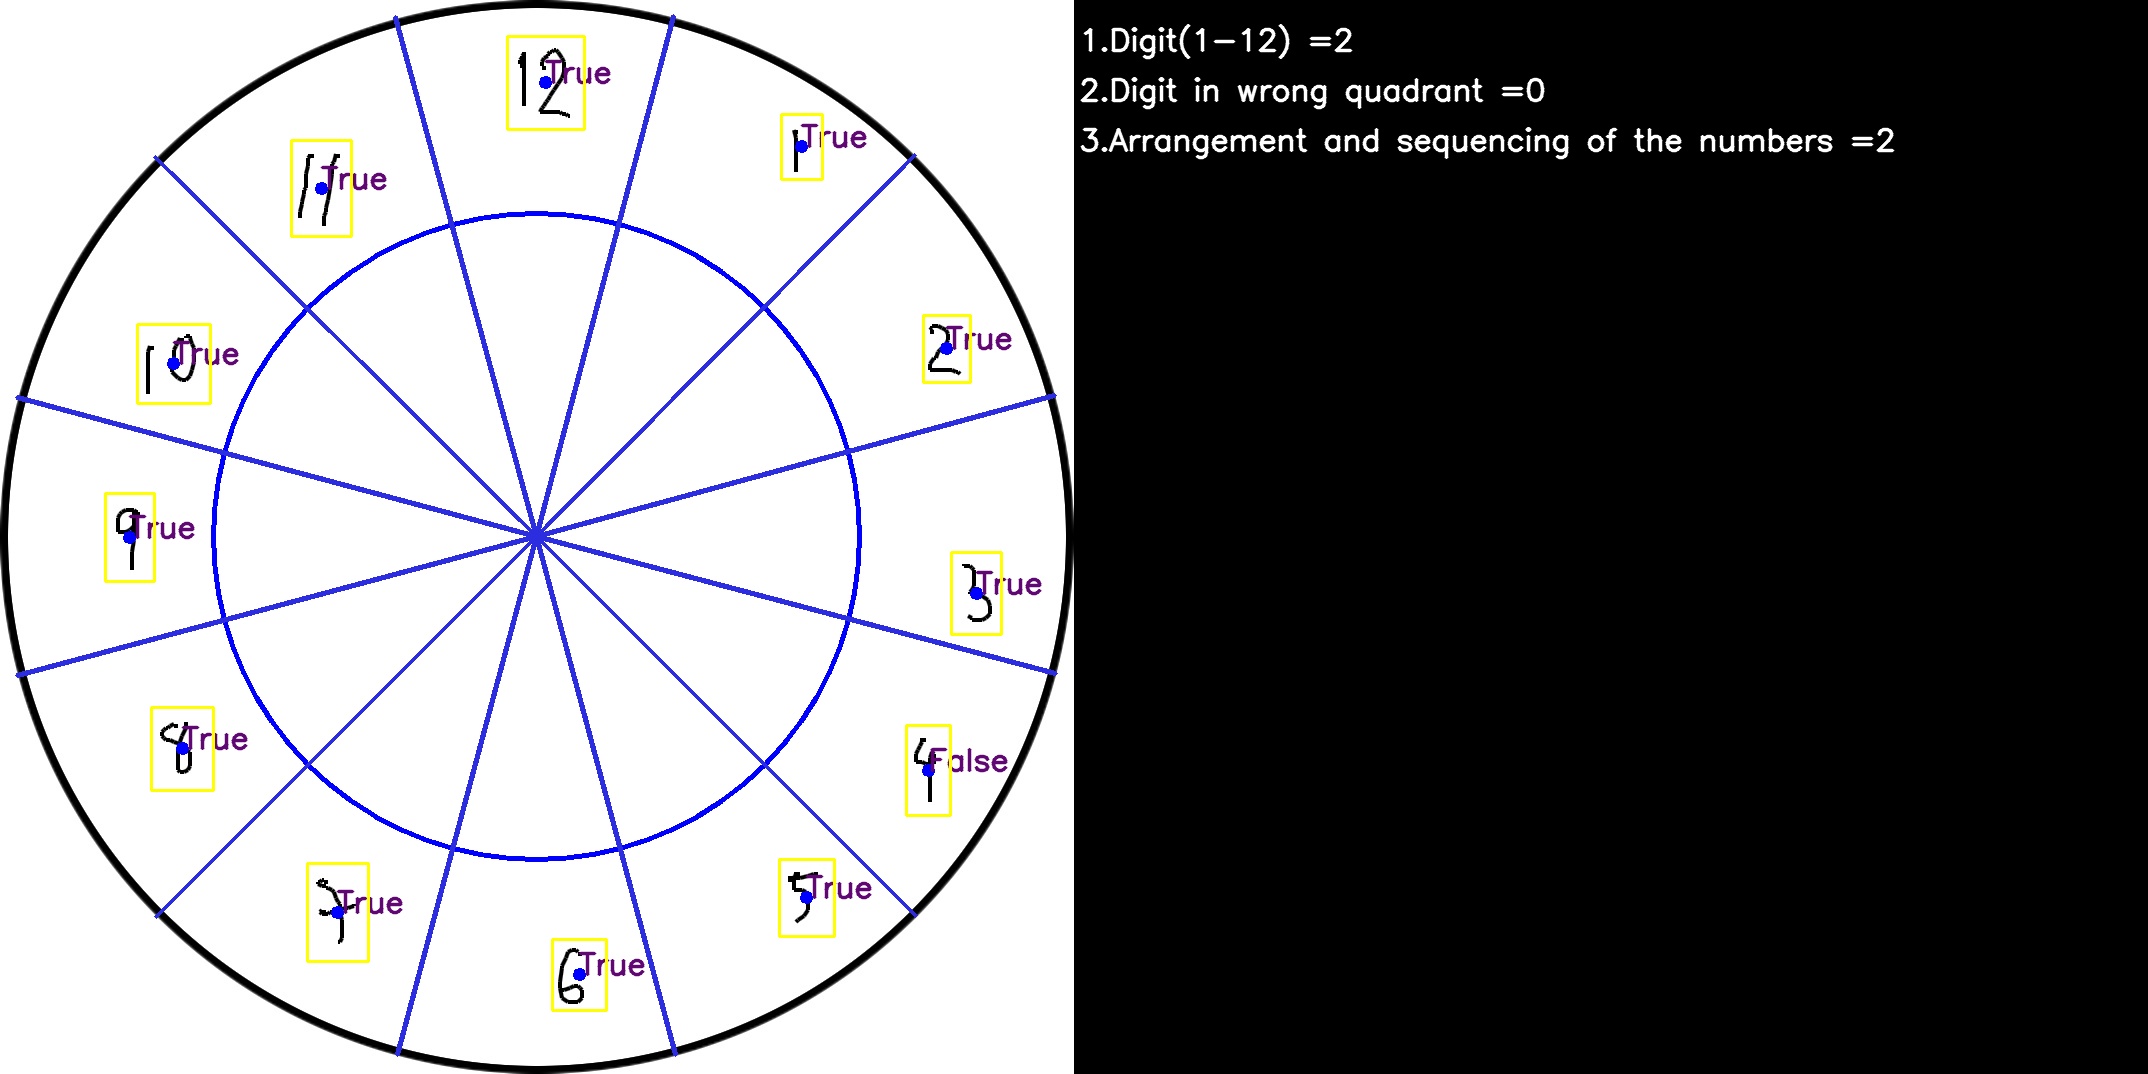 12 True
1 True
11 True
2 True
10 True
9 True
3 True
8 True
4 False
5 True
7 True
6 True
1.Digit(1-12) =2
2.Digit in wrong quadrant =0
3.Arrangement and sequencing of the numbers =2